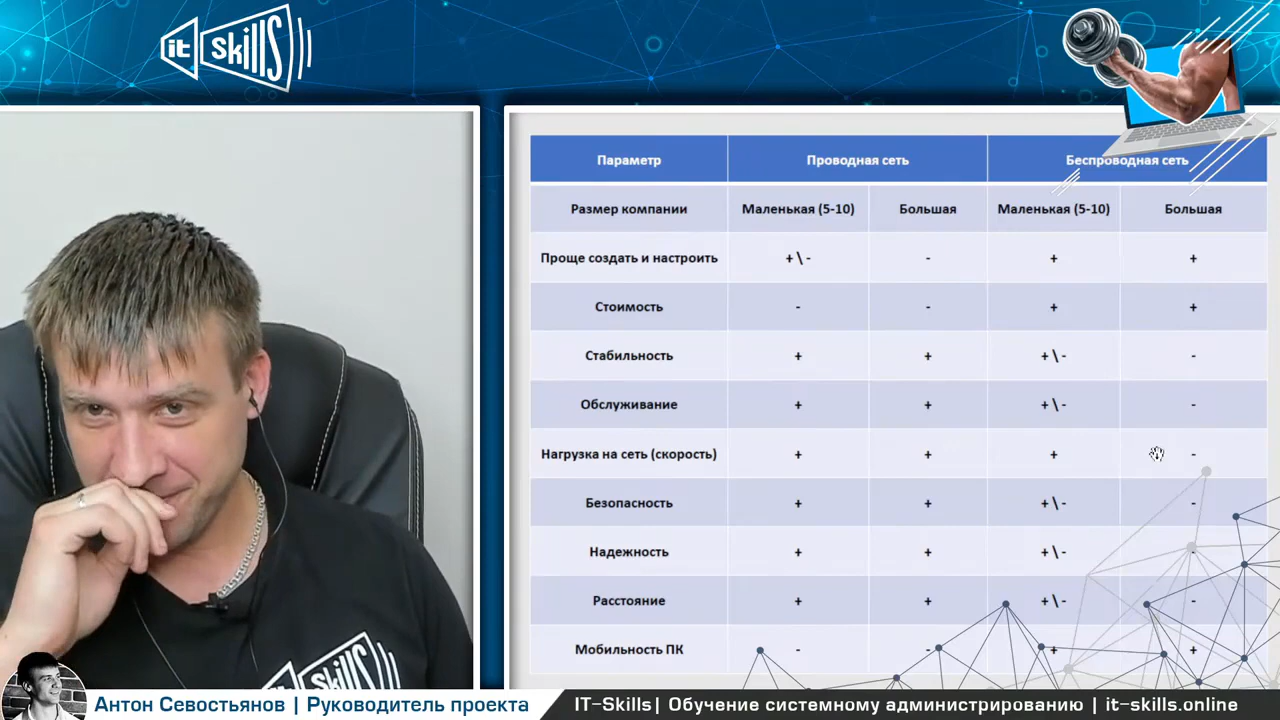 it skills
Параметр Проводная сеть Беспроводная сеть
Размер компании Маленькая (5-10) Большая Маленькая (5-10) Большая
Проще создать и настроить + \ - - + +
Стоимость - - + +
Стабильность + + + \ - -
Обслуживание + + + \ - -
Нагрузка на сеть (скорость) + + + -
Безопасность + + + \ - -
Надежность + + + \ - -
Расстояние + + + \ - -
Мобильность ПК - - + +
it skills
Антон Севостьянов | Руководитель проекта
IT-Skills| Обучение системному администрированию | it-skills.online